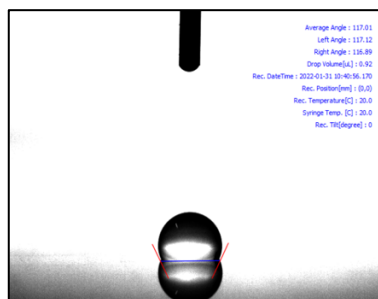 Average Angle : 117.01
Left Angle : 117.12
Right Angle : 116.89
Drop Volume[uL] : 0.92
Rec. DateTime : 2022-01-31 10:40:56.170
Rec. Position[mm] : (0,0)
Rec. Temperature[C] : 20.0
Syringe Temp. [C] : 20.0
Rec. Tilt[degree] : 0